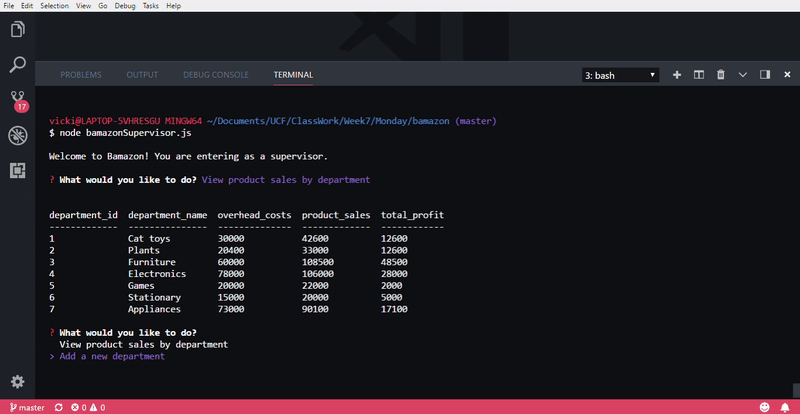 File Edit Selection View Go Debug Tasks Help
PROBLEMS OUTPUT DEBUG CONSOLE TERMINAL 3: bash
17
vicki@LAPTOP-5VHRESGU MINGW64 ~/Documents/UCF/ClassWork/Week7/Monday/bamazon (master)
$ node bamazonSupervisor.js
Welcome to Bamazon! You are entering as a supervisor.
? What would you like to do? View product sales by department
department_id department_name overhead_costs product_sales total_profit
------------- --------------- -------------- ------------- ------------
1 Cat toys 30000 42600 12600
2 Plants 20400 33000 12600
3 Furniture 60000 108500 48500
4 Electronics 78000 106000 28000
5 Games 20000 22000 2000
6 Stationary 15000 20000 5000
7 Appliances 73000 90100 17100
? What would you like to do?
View product sales by department
> Add a new department
master 0 0